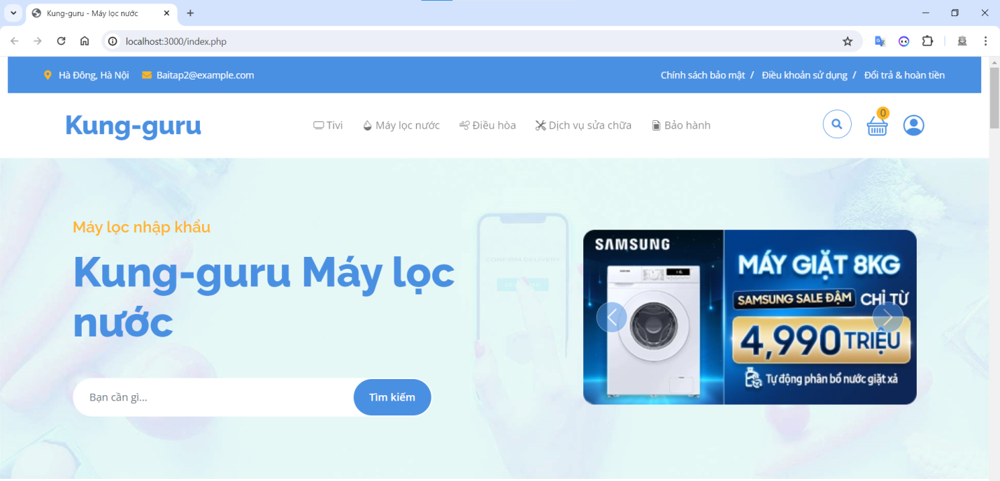 Kung-guru - Máy lọc nước
localhost:3000/index.php
Hà Đông, Hà Nội Baitap2@example.com Chính sách bảo mật / Điều khoản sử dụng / Đổi trả & hoàn tiền
Kung-guru Tivi Máy lọc nước Điều hòa Dịch vụ sửa chữa Bảo hành 0
Máy lọc nhập khẩu
Kung-guru Máy lọc
nước
Bạn cần gì... Tìm kiếm
CONFIRM DELIVERY
SAMSUNG
MÁY GIẶT 8KG
SAMSUNG SALE ĐẬM CHỈ TỪ
4,990 TRIỆU
Tự động phân bổ nước giặt xả